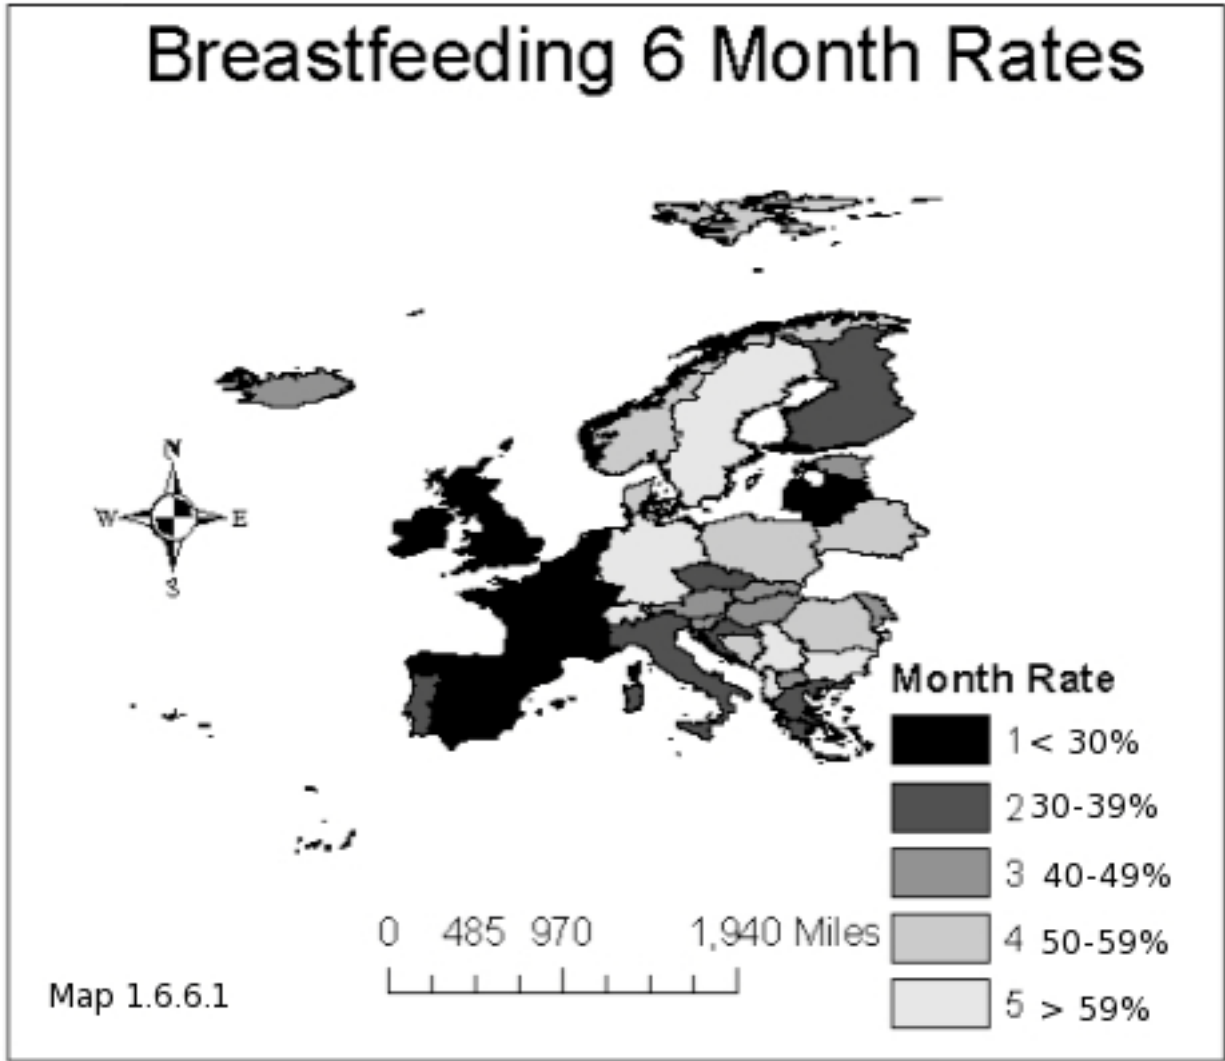 Breastfeeding 6 Month Rates
N
W E
S
Month Rate
1 < 30%
2 30-39%
3 40-49%
4 50-59%
5 > 59%
0 485 970 1,940 Miles
Map 1.6.6.1